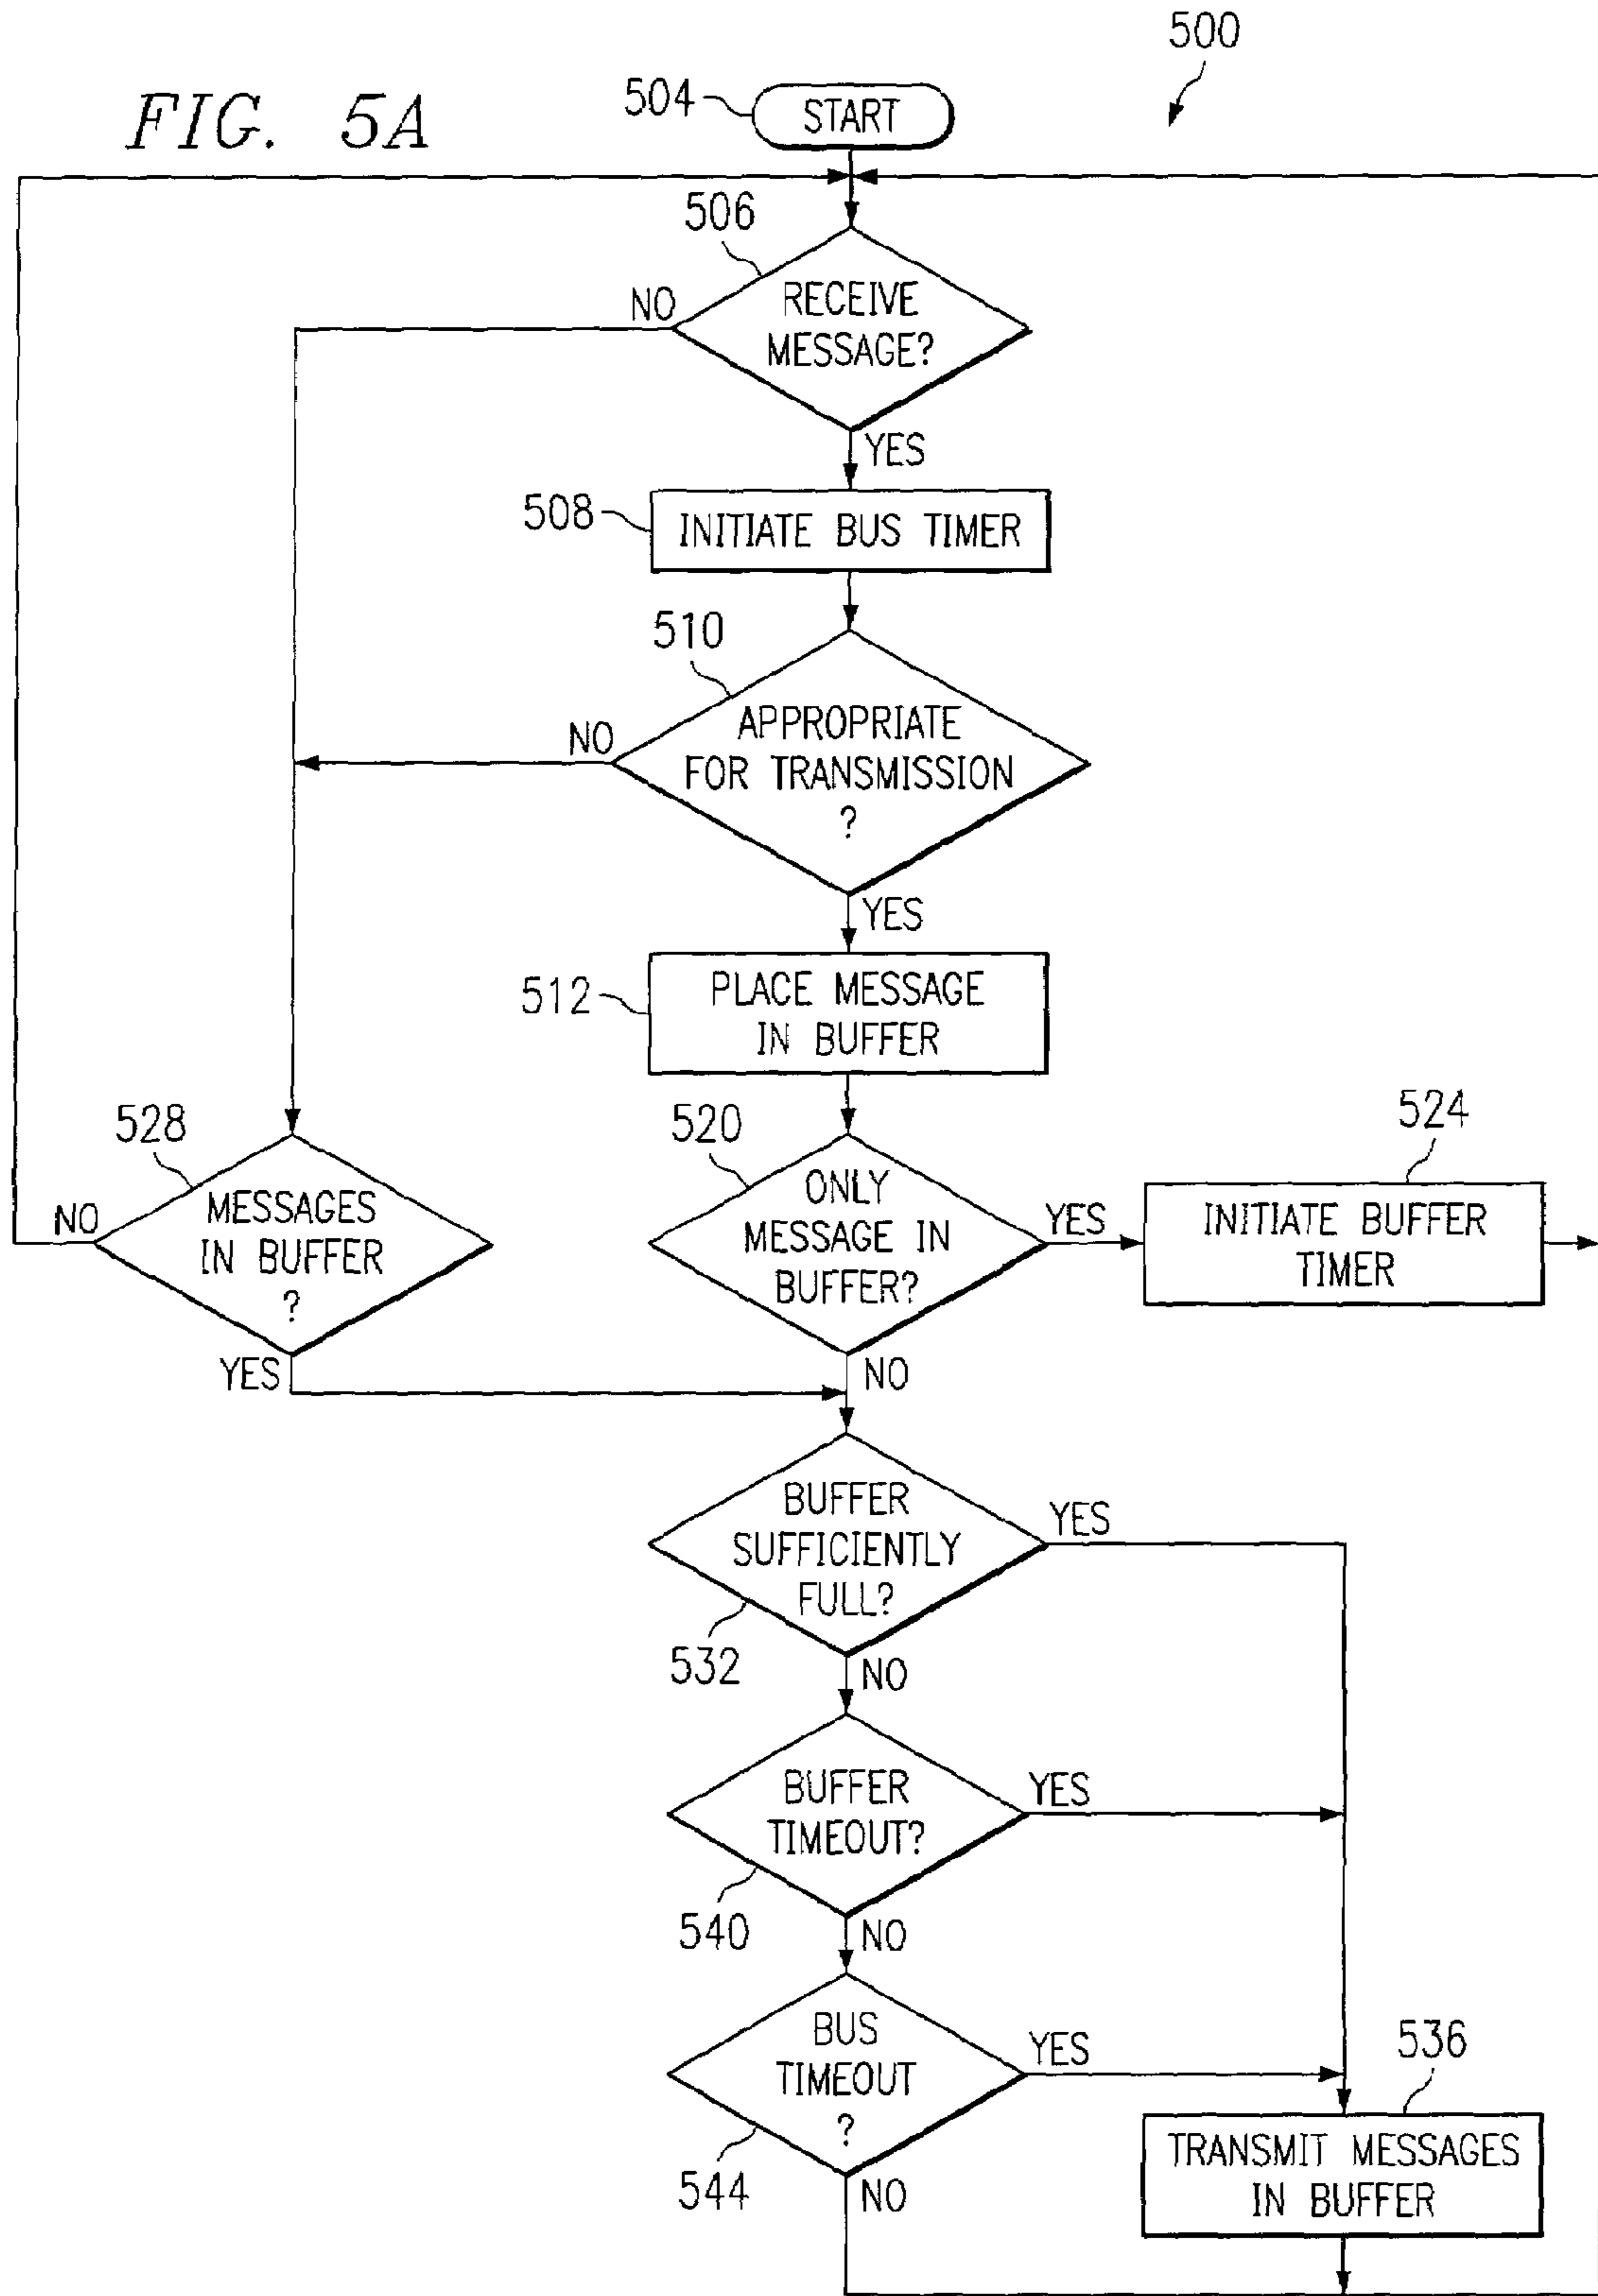 500
FIG. 5A
504
START
506
RECEIVE
MESSAGE?
NO
YES
508
INITIATE BUS TIMER
510
APPROPRIATE
FOR TRANSMISSION
?
NO
YES
512
PLACE MESSAGE
IN BUFFER
528
MESSAGES
IN BUFFER
?
NO
YES
520
ONLY
MESSAGE IN
BUFFER?
YES
NO
524
INITIATE BUFFER
TIMER
BUFFER
SUFFICIENTLY
FULL?
YES
532
NO
BUFFER
TIMEOUT?
YES
540
NO
BUS
TIMEOUT
?
YES
544
NO
536
TRANSMIT MESSAGES
IN BUFFER